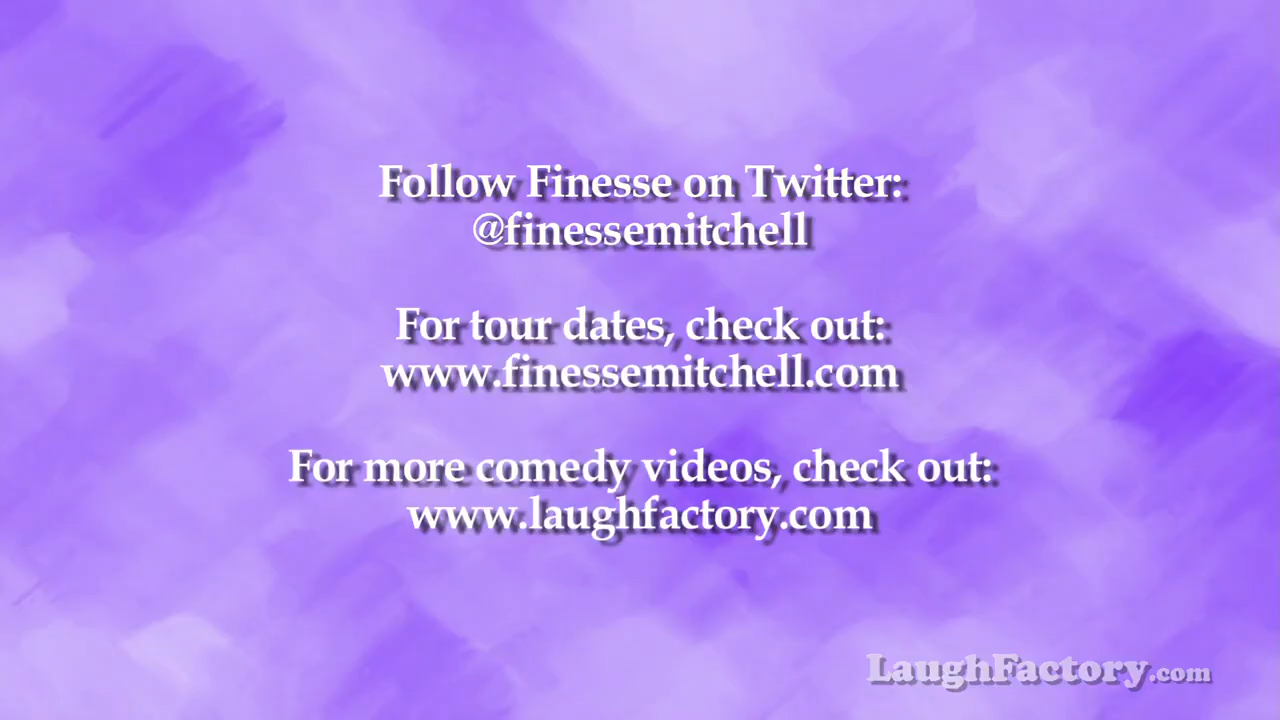 Follow Finesse on Twitter:
@finessemitchell
For tour dates, check out:
www.finessemitchell.com
For more comedy videos, check out:
www.laughfactory.com
LaughFactory.com